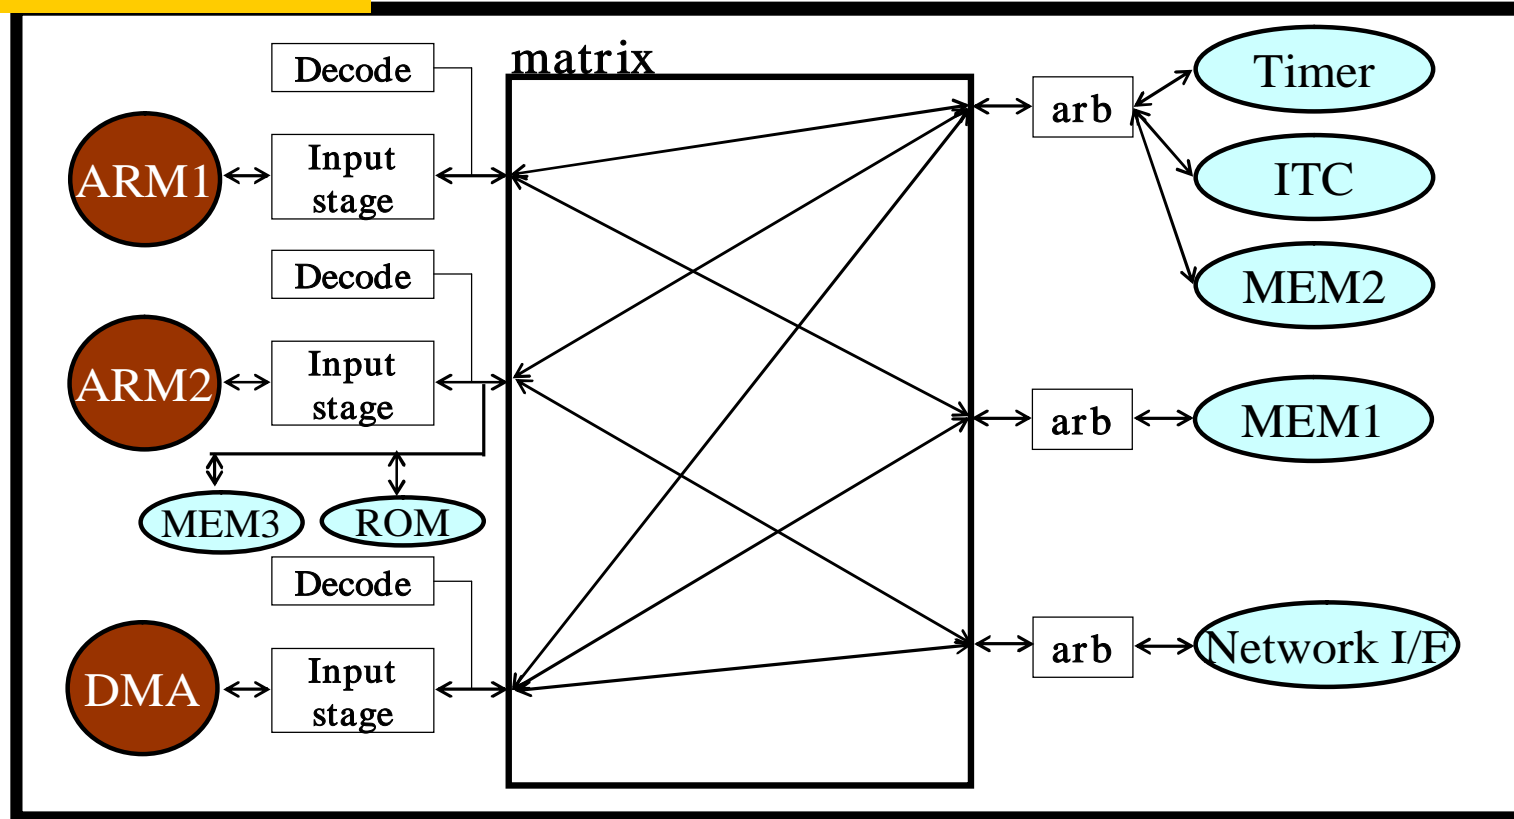 matrix
Decode
Timer
arb
ARM1
Input
stage
ITC
Decode
MEM2
ARM2
Input
stage
arb
MEM1
MEM3
ROM
Decode
DMA
Input
stage
arb
Network I/F